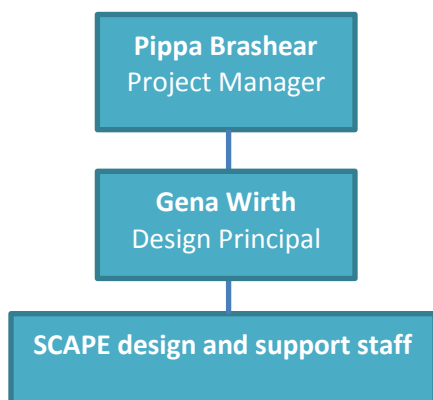 Pippa Brashear
Project Manager
Gena Wirth
Design Principal
SCAPE design and support staff